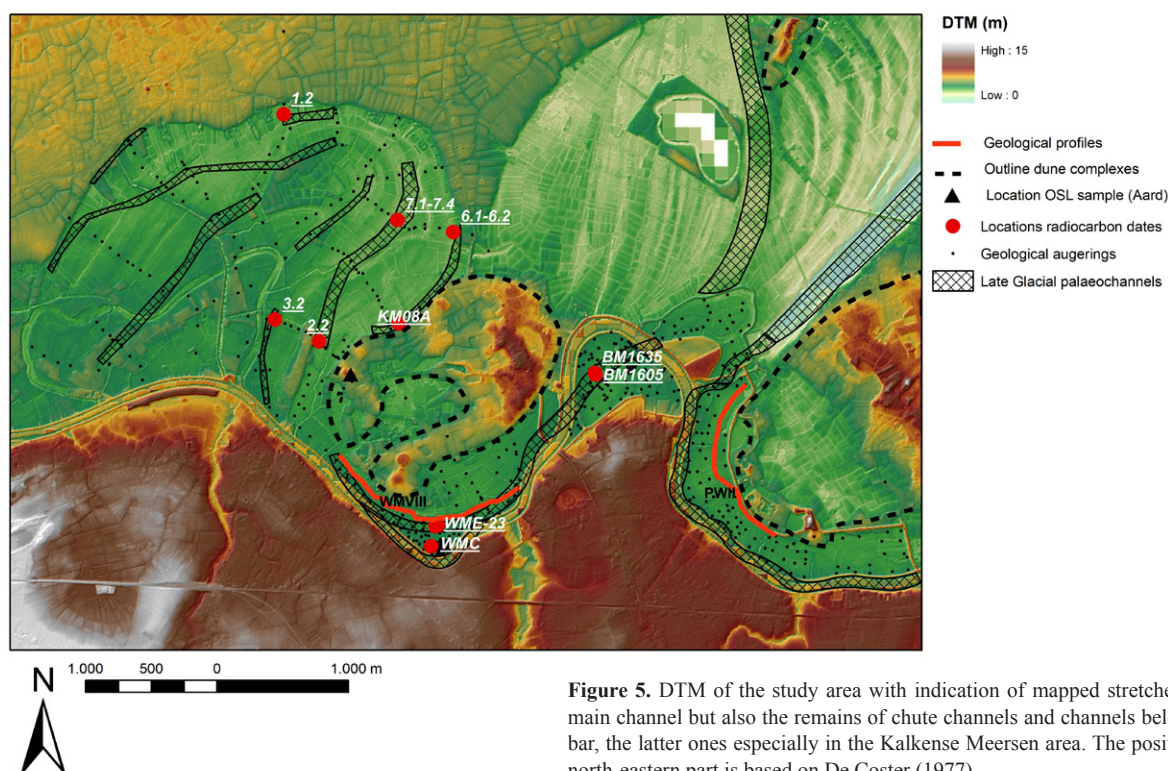 1.2
7.1-7.4
6.1-6.2
3.2
2.2
KM08A
BM1635
BM1605
WMVIII
P.WIL
WME-23
WMC
DTM (m)
High : 15
Low : 0
Geological profiles
Outline dune complexes
Location OSL sample (Aard)
Locations radiocarbon dates
Geological augerings
Late Glacial palaeochannels
1.000 500 0 1.000 m
N
Figure 5. DTM of the study area with indication of mapped stretche
main channel but also the remains of chute channels and channels bel
bar, the latter ones especially in the Kalkense Meersen area. The posit
north-eastern part is based on De Coster (1977)